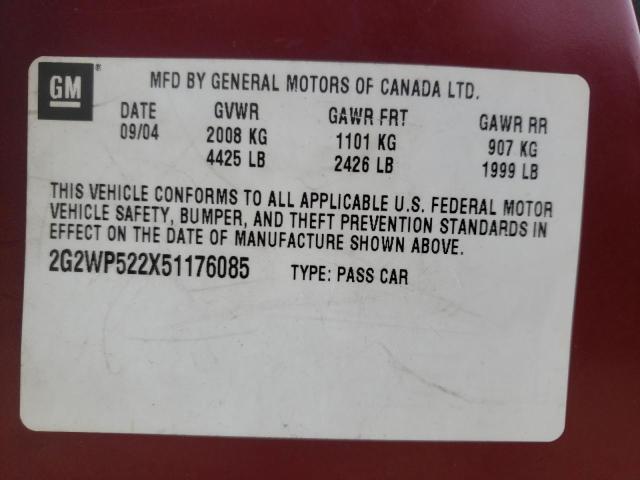 GM®
MFD BY GENERAL MOTORS OF CANADA LTD.
DATE GVWR GAWR FRT GAWR RR
09/04 2008 KG 1101 KG 907 KG
4425 LB 2426 LB 1999 LB
THIS VEHICLE CONFORMS TO ALL APPLICABLE U.S. FEDERAL MOTOR
VEHICLE SAFETY, BUMPER, AND THEFT PREVENTION STANDARDS IN
EFFECT ON THE DATE OF MANUFACTURE SHOWN ABOVE.
2G2WP522X51176085 TYPE: PASS CAR